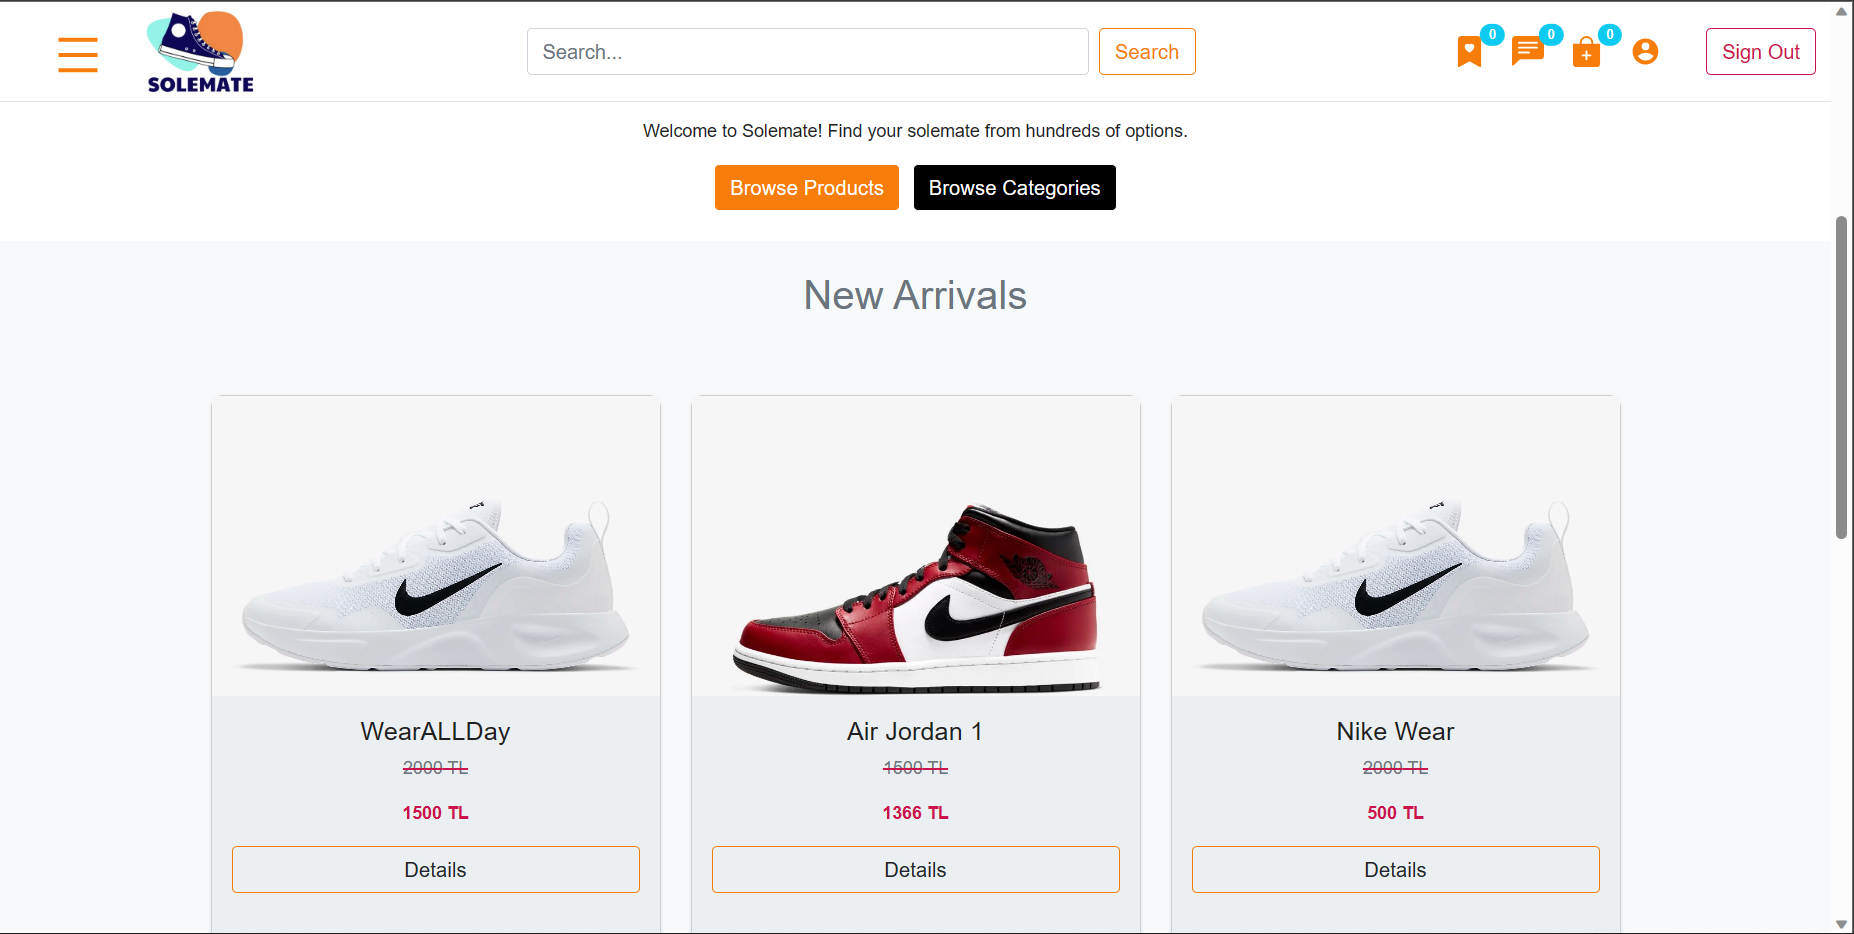 SOLEMATE
Search...
Search
0
0
0
Sign Out
Welcome to Solemate! Find your solemate from hundreds of options.
Browse Products
Browse Categories
New Arrivals
WearALLDay
2000 TL
1500 TL
Details
Air Jordan 1
1500 TL
1366 TL
Details
Nike Wear
2000 TL
500 TL
Details